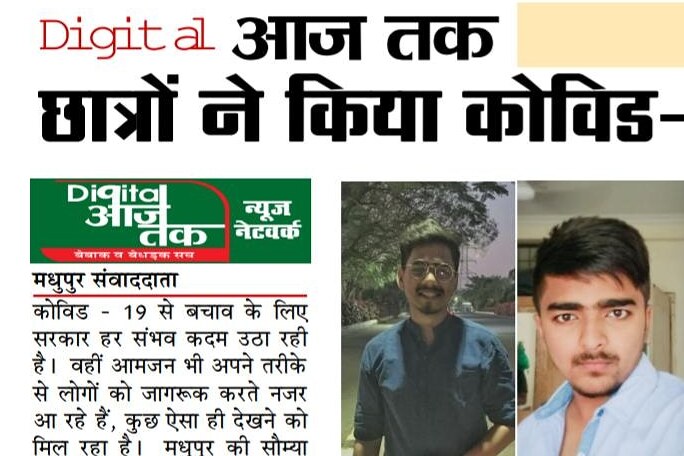 Digital आज तक
छात्रों ने किया कोविड-
Digital
आज
तक
न्यूज
नेटवर्क
बेबाक व बेधड़क सच
मधुपुर संवाददाता
कोविड - 19 से बचाव के लिए
सरकार हर संभव कदम उठा रही
है। वहीं आमजन भी अपने तरीके
से लोगों को जागरूक करते नजर
आ रहे हैं, कुछ ऐसा ही देखने को
मिल रहा है। मधुपुर की सौम्या